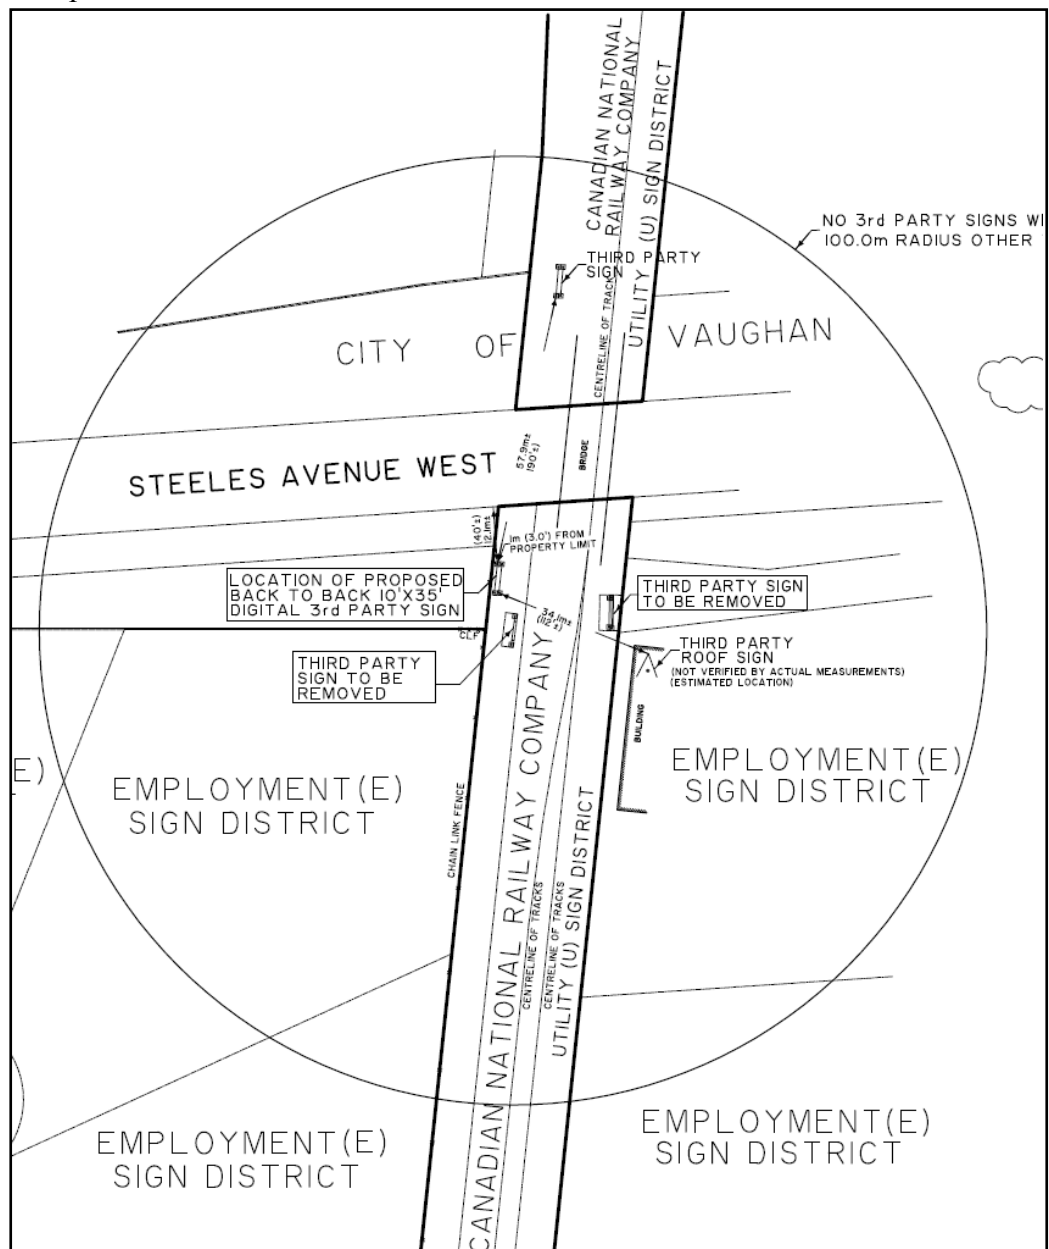 CANADIAN NATIONAL
RAILWAY COMPANY
UTILITY (U) SIGN DISTRICT
NO 3rd PARTY SIGNS WI
100.0m RADIUS OTHER
THIRD PARTY
SIGN
CENTRELINE OF TRACK
CITY OF VAUGHAN
STEELES AVENUE WEST
57.9m±
190'±)
BRIDGE
(40'±)
12.1m±
1m (3.0') FROM
PROPERTY LIMIT
LOCATION OF PROPOSED
BACK TO BACK 10'X35'
DIGITAL 3rd PARTY SIGN
THIRD PARTY SIGN
TO BE REMOVED
34.1m±
(112'±)
CLF
THIRD PARTY
SIGN TO BE
REMOVED
THIRD PARTY
ROOF SIGN
(NOT VERIFIED BY ACTUAL MEASUREMENTS)
(ESTIMATED LOCATION)
BUILDING
E)
EMPLOYMENT(E)
SIGN DISTRICT
EMPLOYMENT(E)
SIGN DISTRICT
CHAIN LINK FENCE
CANADIAN NATIONAL RAILWAY COMPANY
CENTRELINE OF TRACKS
CENTRELINE OF TRACKS
UTILITY (U) SIGN DISTRICT
EMPLOYMENT(E)
SIGN DISTRICT
EMPLOYMENT(E)
SIGN DISTRICT